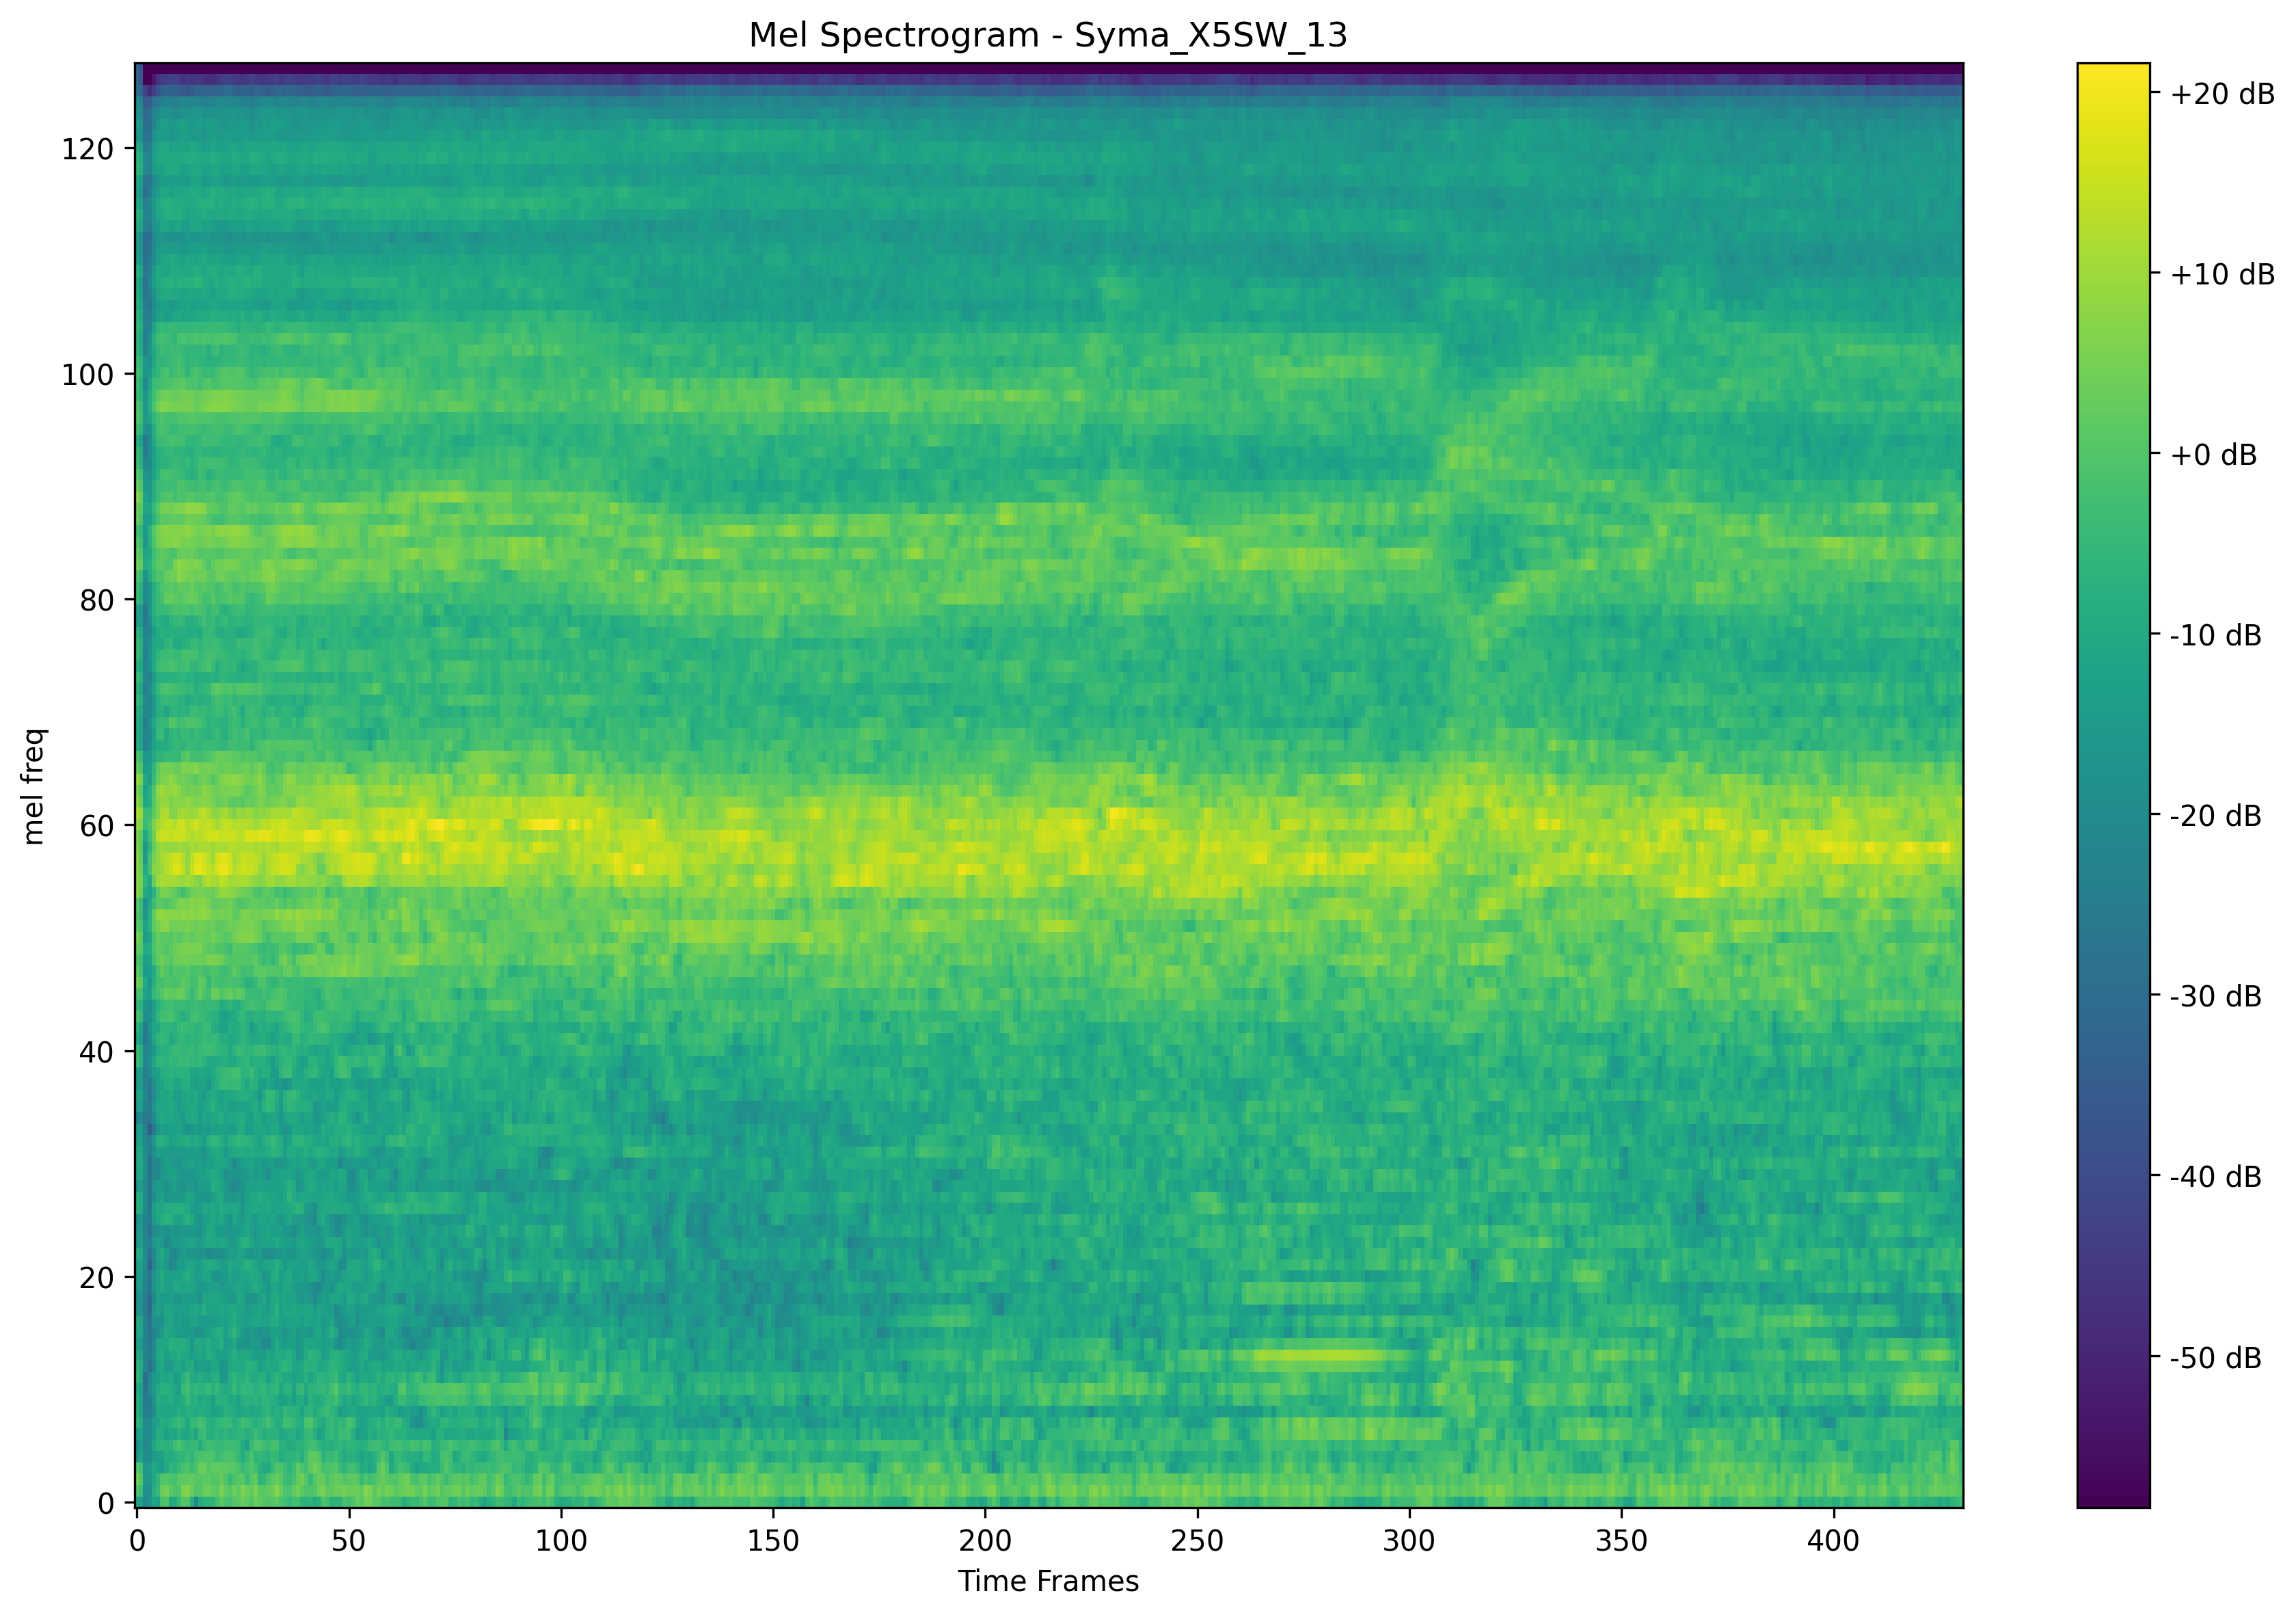 Mel Spectrogram - Syma_X5SW_13
mel freq
120
100
80
60
40
20
0
0 50 100 150 200 250 300 350 400
Time Frames
+20 dB
+10 dB
+0 dB
-10 dB
-20 dB
-30 dB
-40 dB
-50 dB